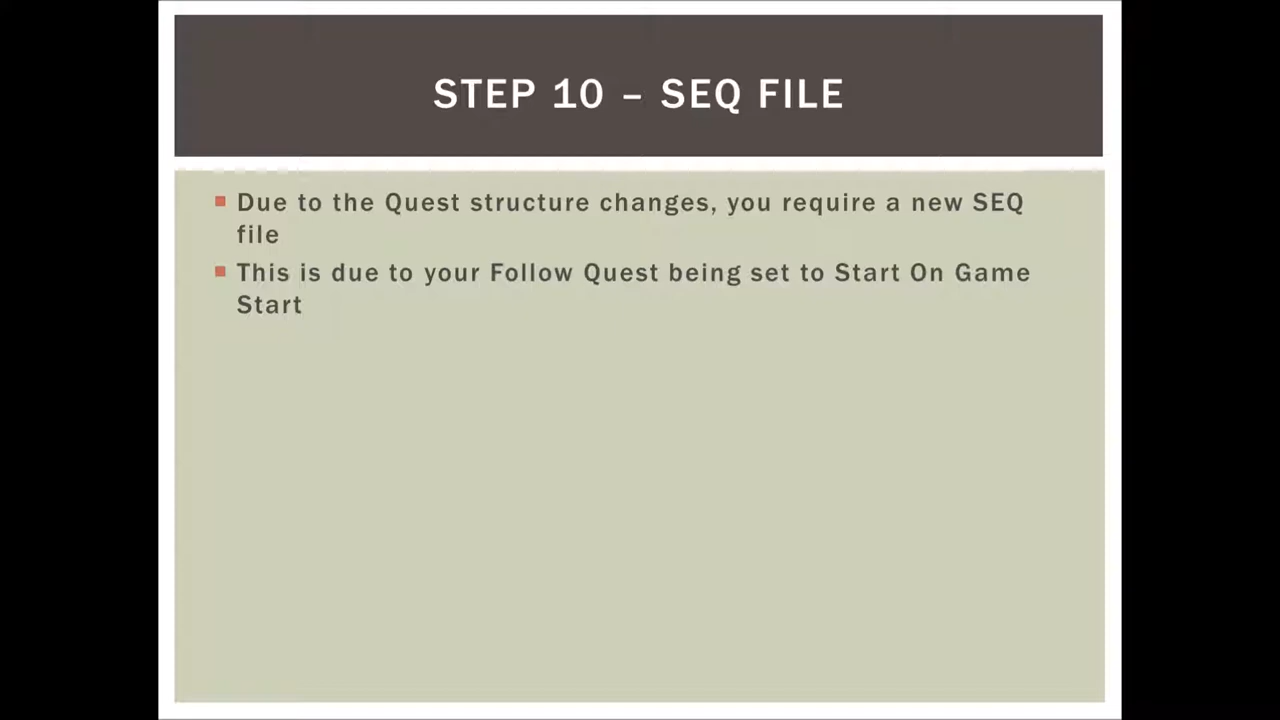 STEP 10 – SEQ FILE
Due to the Quest structure changes, you require a new SEQ
file
This is due to your Follow Quest being set to Start On Game
Start